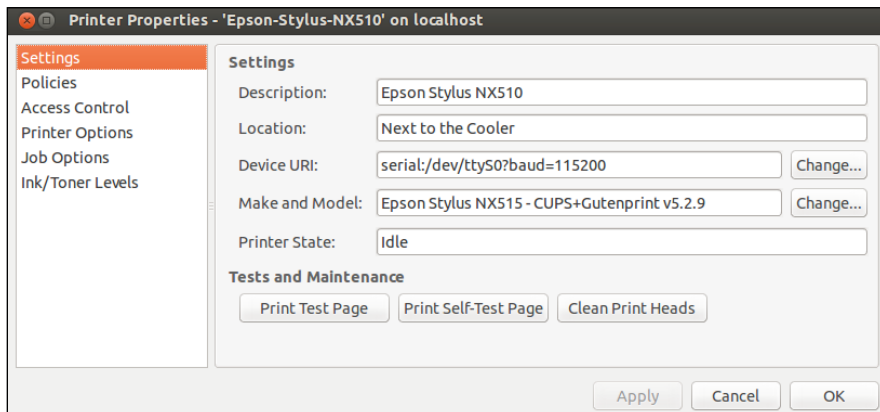 Printer Properties - 'Epson-Stylus-NX510' on localhost
Settings
Policies
Access Control
Printer Options
Job Options
Ink/Toner Levels
Settings
Description: Epson Stylus NX510
Location: Next to the Cooler
Device URI: serial:/dev/ttyS0?baud=115200 Change...
Make and Model: Epson Stylus NX515 - CUPS+Gutenprint v5.2.9 Change...
Printer State: Idle
Tests and Maintenance
Print Test Page Print Self-Test Page Clean Print Heads
Apply Cancel OK